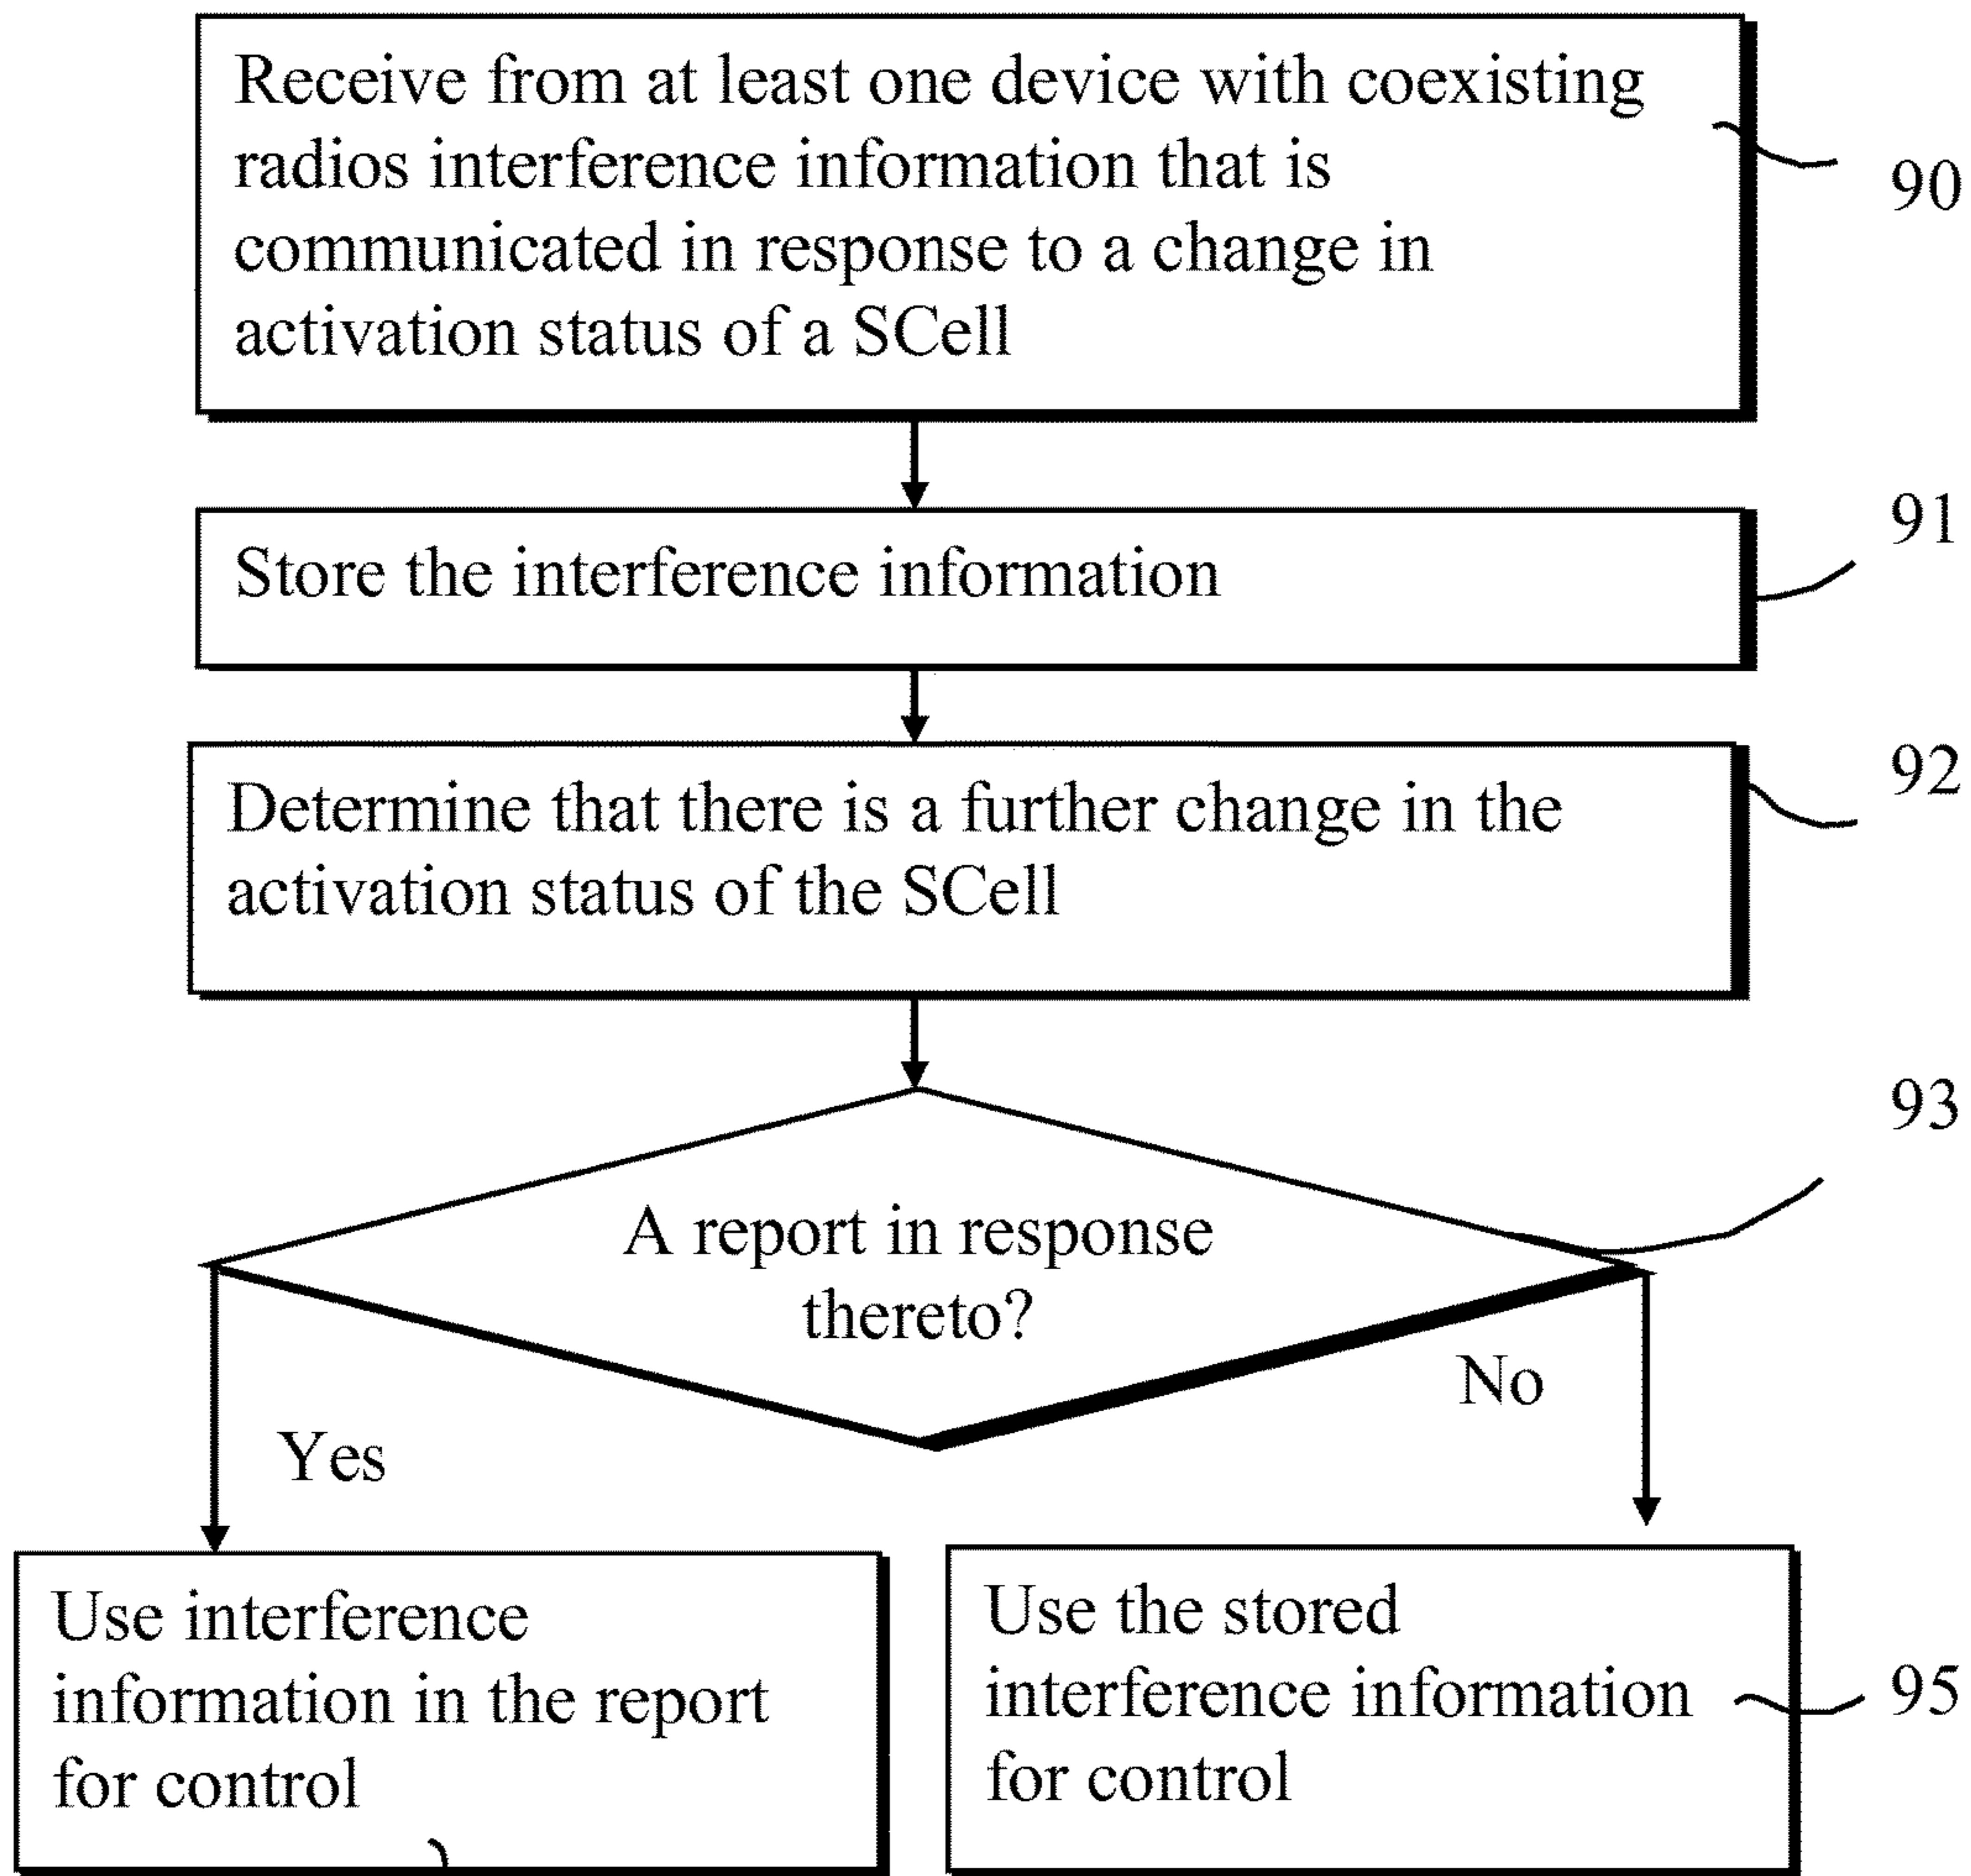 Receive from at least one device with coexisting
radios interference information that is
communicated in response to a change in
activation status of a SCell
90
Store the interference information
91
Determine that there is a further change in the
activation status of the SCell
92
A report in response
thereto?
93
Yes
No
Use interference
information in the report
for control
Use the stored
interference information
for control
95